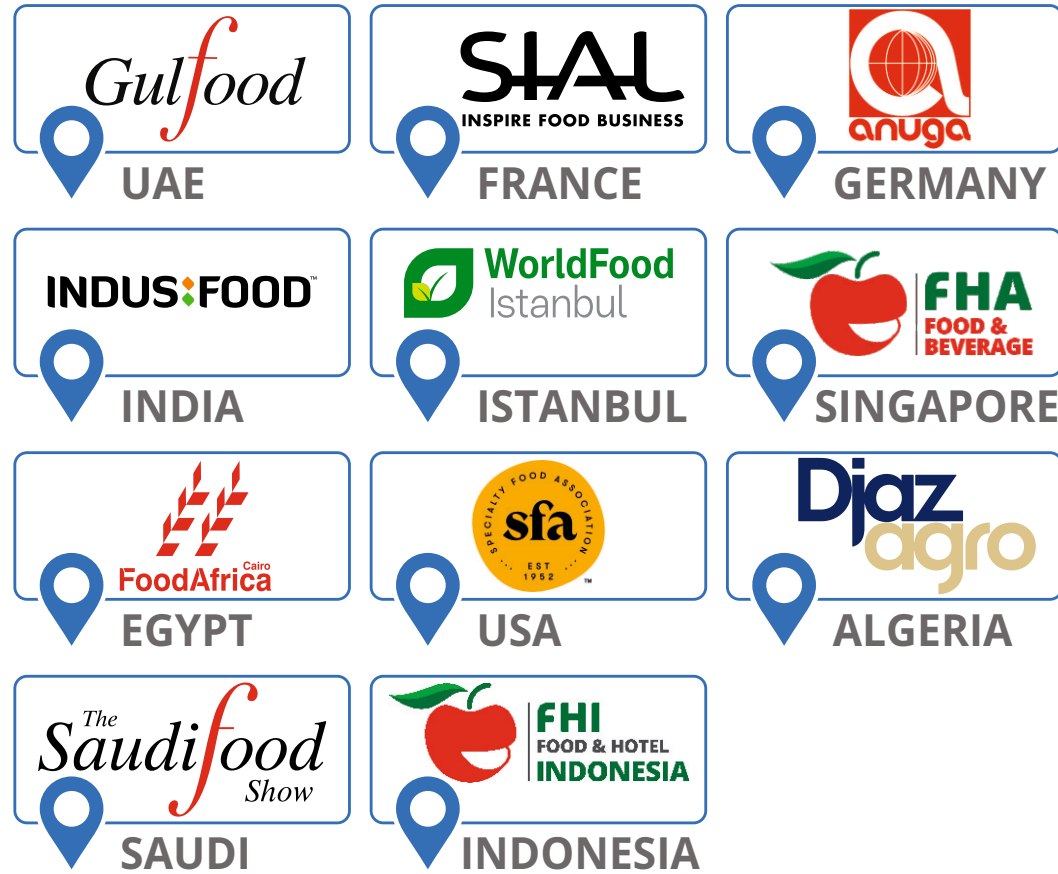 Gulfood
UAE
SIAL
INSPIRE FOOD BUSINESS
FRANCE
anuga
GERMANY
INDUS FOOD™
INDIA
WorldFood
Istanbul
ISTANBUL
FHA
FOOD &
BEVERAGE
SINGAPORE
Cairo
FoodAfrica
EGYPT
SPECIALTY FOOD ASSOCIATION
sfa
EST
1952
™
USA
Djaz
agro
ALGERIA
The
Saudifood
Show
SAUDI
FHI
FOOD & HOTEL
INDONESIA
INDONESIA